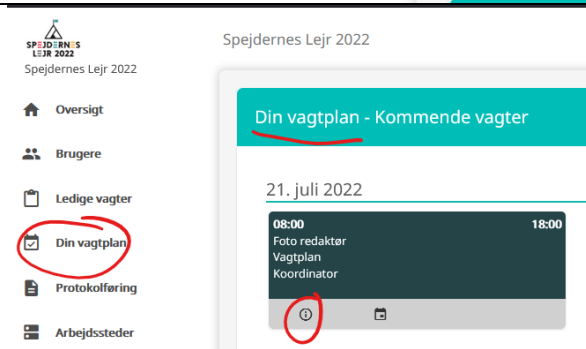 SPEJDERNES
LEJR 2022
Spejdernes Lejr 2022
Oversigt
Brugere
Ledige vagter
Din vagtplan
Protokolføring
Arbejdssteder
Spejdernes Lejr 2022
Din vagtplan - Kommende vagter
21. juli 2022
08:00 18:00
Foto redaktør
Vagtplan
Koordinator